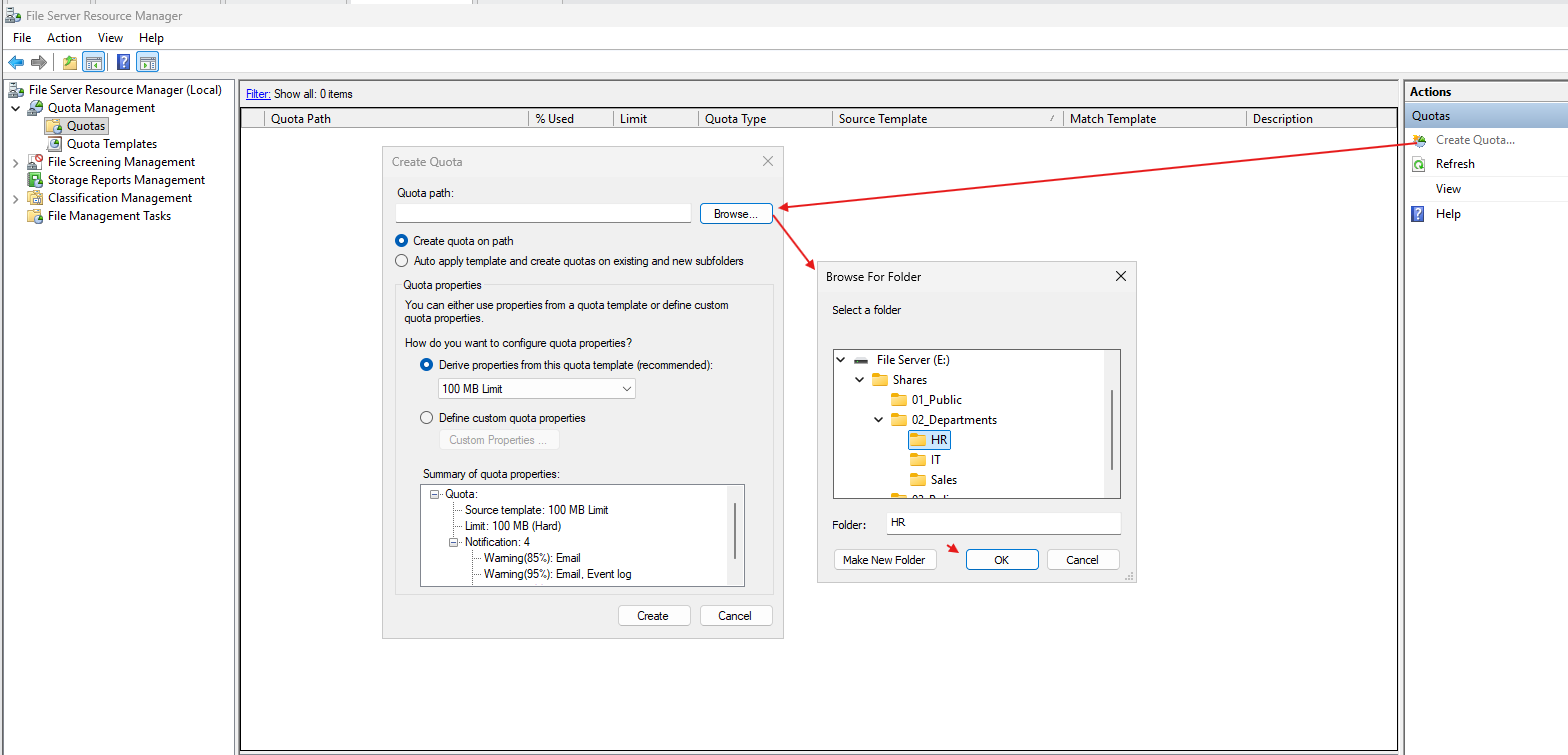 File Server Resource Manager
File Action View Help
File Server Resource Manager (Local)
Quota Management
Quotas
Quota Templates
File Screening Management
Storage Reports Management
Classification Management
File Management Tasks
Filter: Show all: 0 items
Quota Path % Used Limit Quota Type Source Template Match Template Description
Create Quota
Quota path:
Browse...
Create quota on path
Auto apply template and create quotas on existing and new subfolders
Quota properties
You can either use properties from a quota template or define custom
quota properties.
How do you want to configure quota properties?
Derive properties from this quota template (recommended):
100 MB Limit
Define custom quota properties
Custom Properties ...
Summary of quota properties:
Quota:
Source template: 100 MB Limit
Limit: 100 MB (Hard)
Notification: 4
Warning(85%): Email
Warning(95%): Email, Event log
Create Cancel
Browse For Folder
Select a folder
File Server (E:)
Shares
01_Public
02_Departments
HR
IT
Sales
Folder: HR
Make New Folder OK Cancel
Actions
Quotas
Create Quota...
Refresh
View
Help